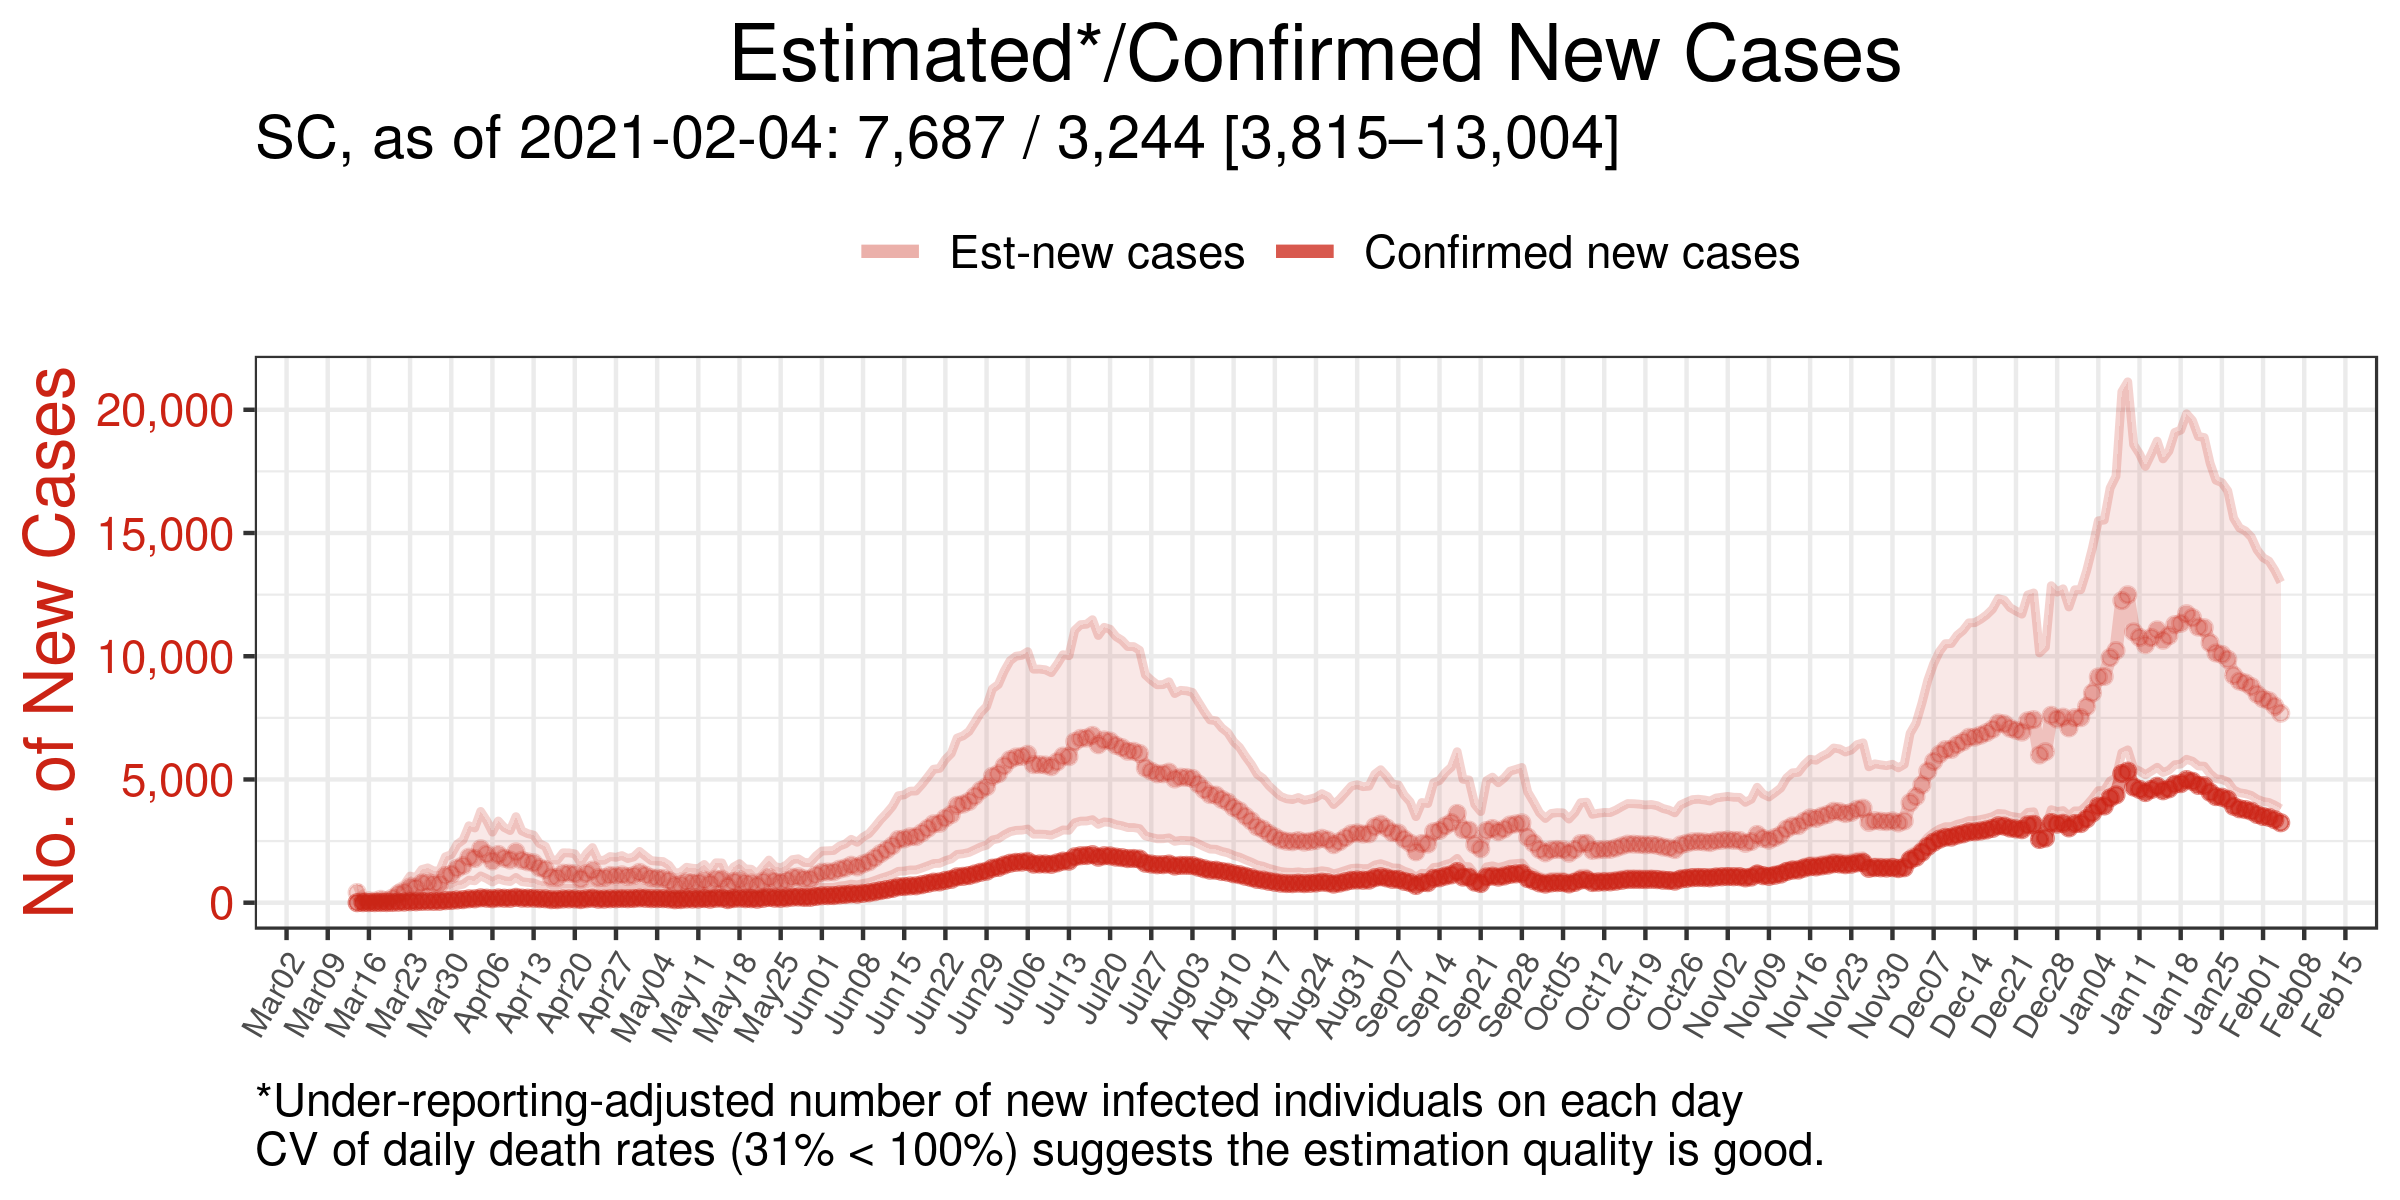 Estimated*/Confirmed New Cases
SC, as of 2021-02-04: 7,687 / 3,244 [3,815–13,004]
Est-new cases Confirmed new cases
No. of New Cases
20,000
15,000
10,000
5,000
0
Mar02 Mar09 Mar16 Mar23 Mar30 Apr06 Apr13 Apr20 Apr27 May04 May11 May18 May25 Jun01 Jun08 Jun15 Jun22 Jun29 Jul06 Jul13 Jul20 Jul27 Aug03 Aug10 Aug17 Aug24 Aug31 Sep07 Sep14 Sep21 Sep28 Oct05 Oct12 Oct19 Oct26 Nov02 Nov09 Nov16 Nov23 Nov30 Dec07 Dec14 Dec21 Dec28 Jan04 Jan11 Jan18 Jan25 Feb01 Feb08 Feb15
*Under-reporting-adjusted number of new infected individuals on each day
CV of daily death rates (31% < 100%) suggests the estimation quality is good.